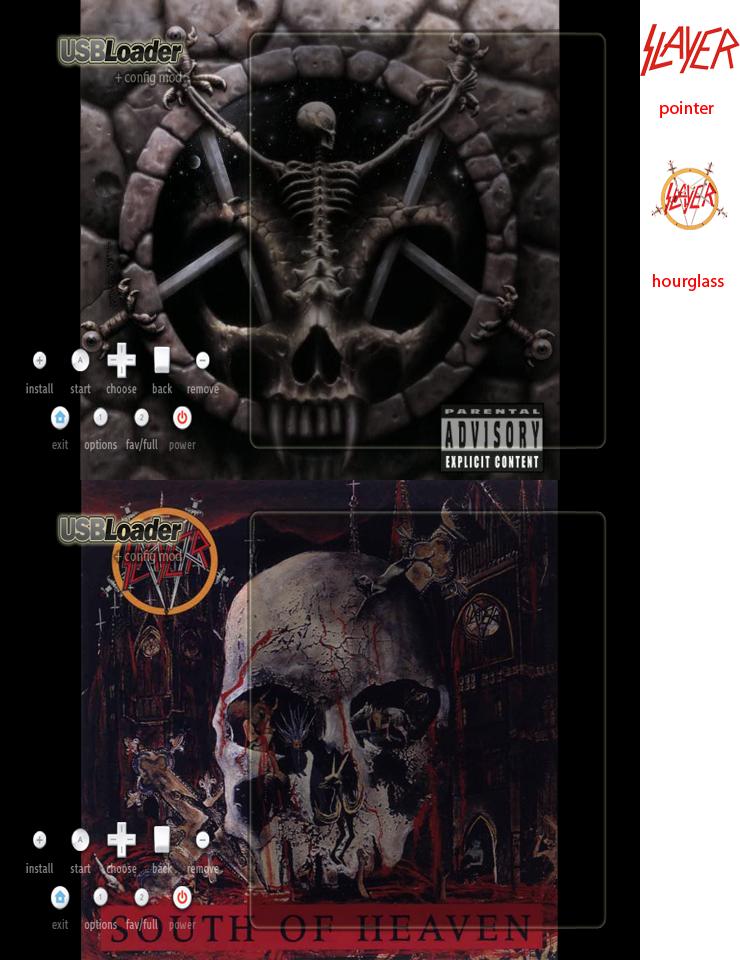 USBLoader
+ config mod
install start choose back remove
exit options fav/full power
PARENTAL
ADVISORY
EXPLICIT CONTENT
USBLoader
+ config mod
SLAYER
install start choose back remove
exit options fav/full power
SOUTH OF HEAVEN
SLAYER
pointer
SLAYER
hourglass